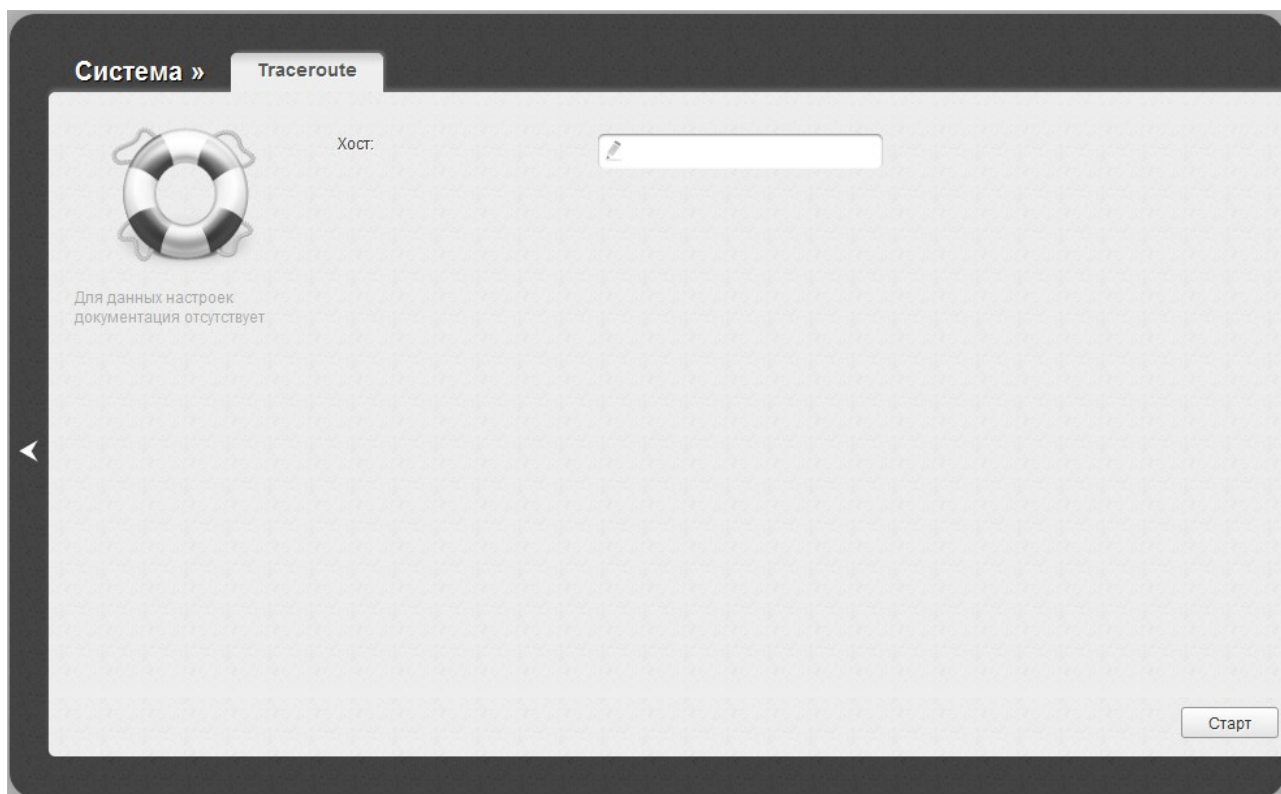 Система »
Traceroute
Хост:
Для данных настроек
документация отсутствует
Старт